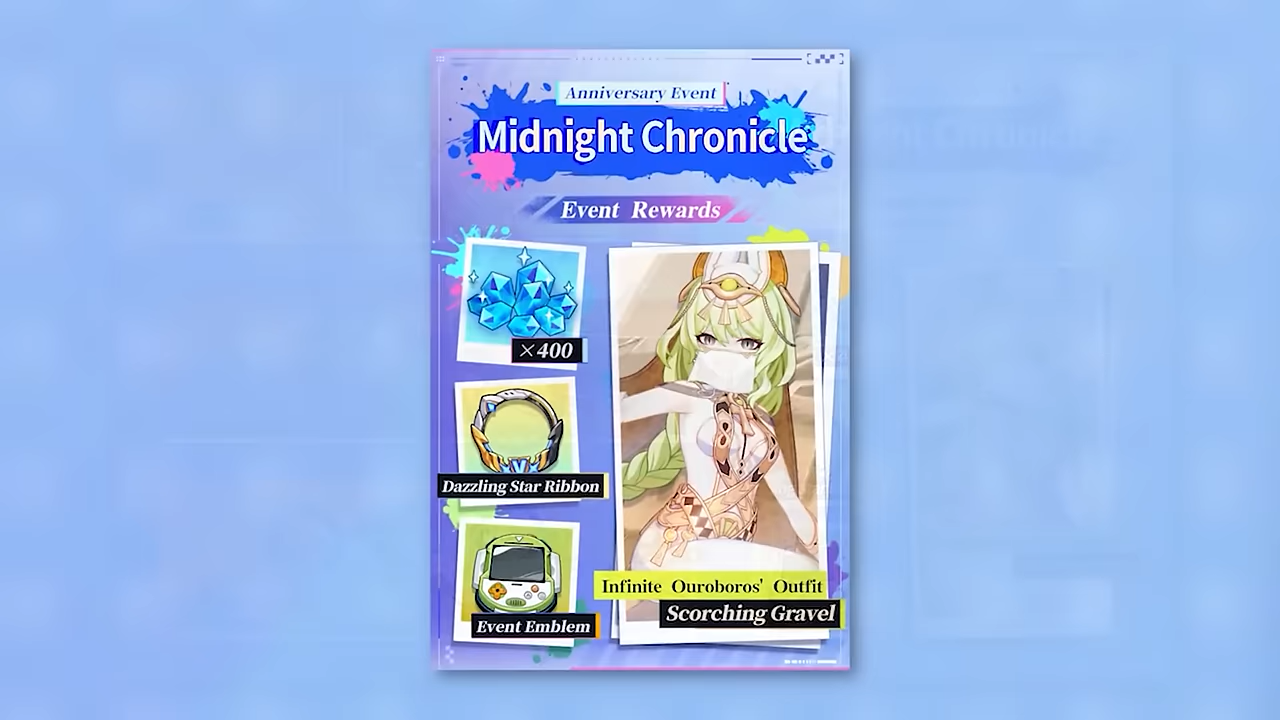 Anniversary Event
Midnight Chronicle
Event Rewards
×400
Dazzling Star Ribbon
Event Emblem
Infinite Ouroboros' Outfit
Scorching Gravel